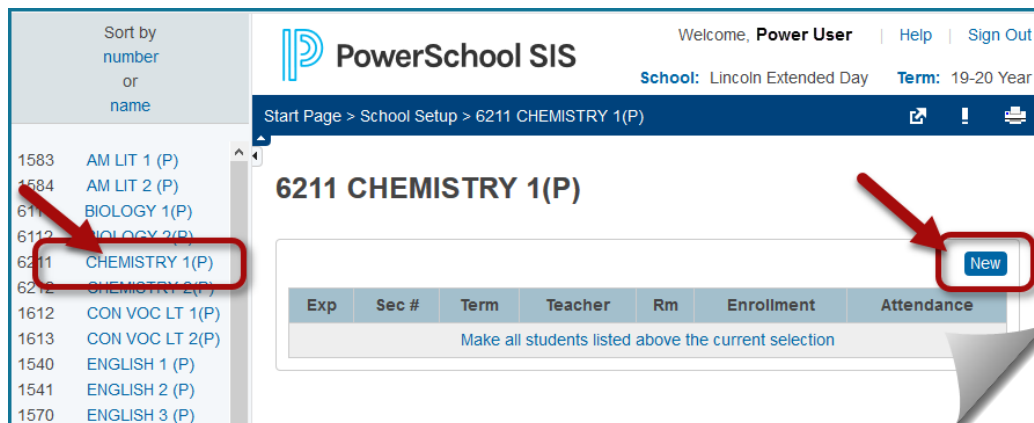 Sort by
number
or
name
1583 AM LIT 1 (P)
1584 AM LIT 2 (P)
BIOLOGY 1(P)
6112 BIOLOGY 2(P)
6211 CHEMISTRY 1(P)
6212 CHEMISTRY 2(P)
1612 CON VOC LT 1(P)
1613 CON VOC LT 2(P)
1540 ENGLISH 1 (P)
1541 ENGLISH 2 (P)
1570 ENGLISH 3 (P)
PowerSchool SIS
Welcome, Power User | Help | Sign Out
School: Lincoln Extended Day Term: 19-20 Year
Start Page > School Setup > 6211 CHEMISTRY 1(P)
6211 CHEMISTRY 1(P)
New
Exp Sec # Term Teacher Rm Enrollment Attendance
Make all students listed above the current selection